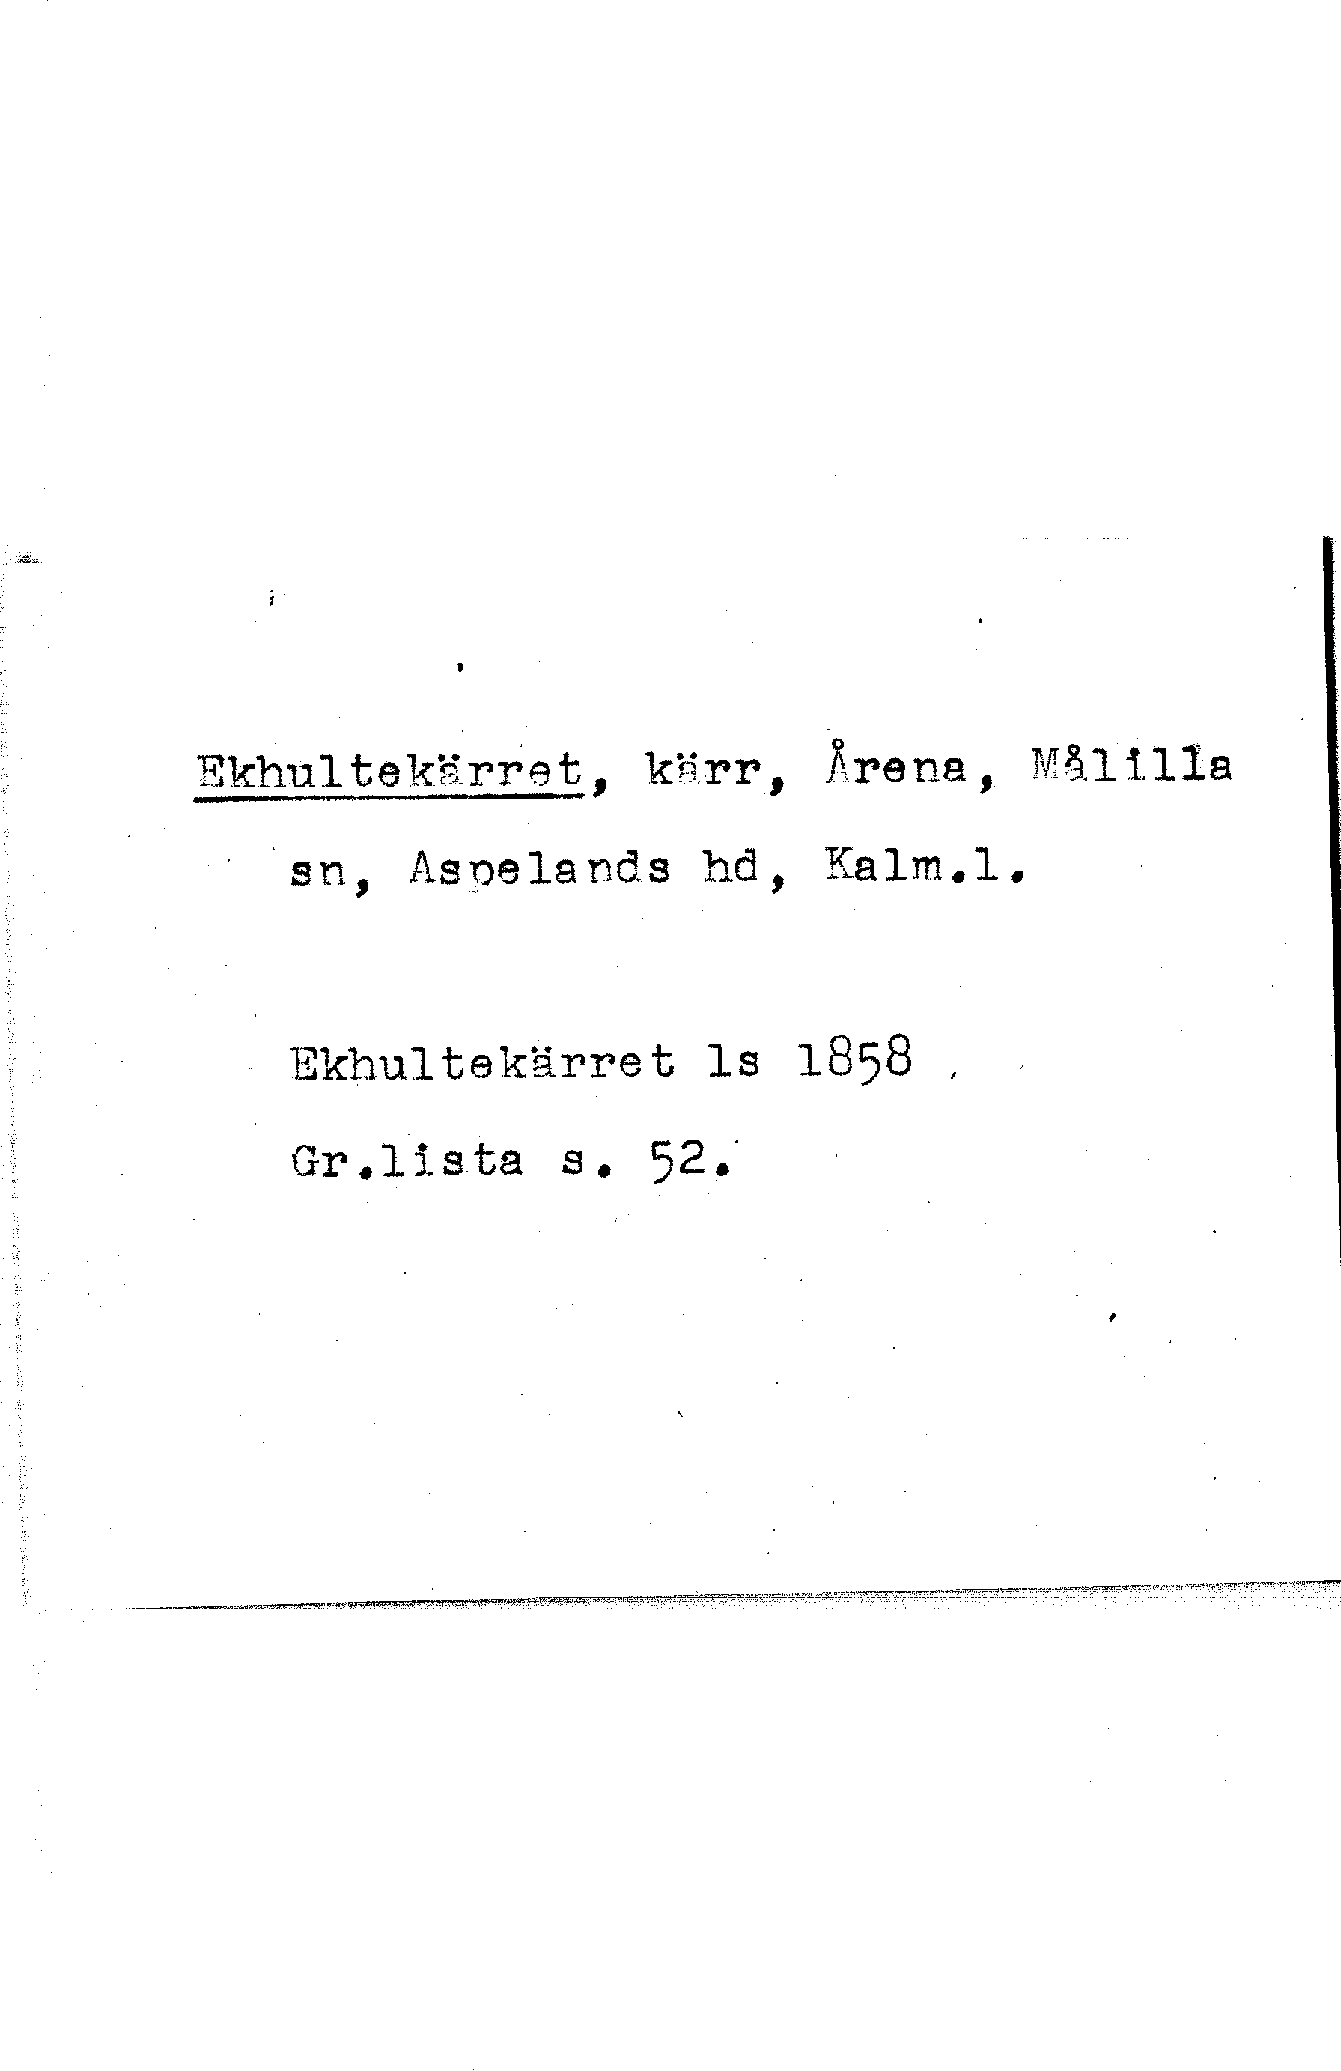 Ekhultekärret, kärr, Årena, Målilla
sn, Aspelands hd, Kalm.l.
Ekhultekärret ls 1858
Gr.lista s. 52.